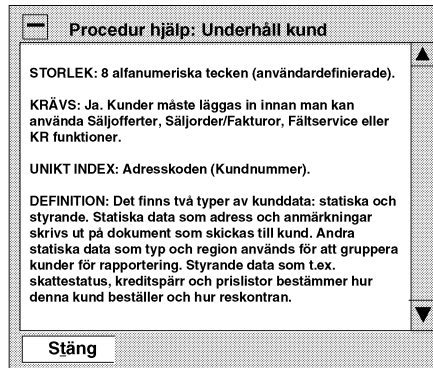 Procedur hjälp: Underhåll kund
STORLEK: 8 alfanumeriska tecken (användardefinierade).
KRÄVS: Ja. Kunder måste läggas in innan man kan
använda Säljofferter, Säljorder/Fakturor, Fältservice eller
KR funktioner.
UNIKT INDEX: Adresskoden (Kundnummer).
DEFINITION: Det finns två typer av kunddata: statiska och
styrande. Statiska data som adress och anmärkningar
skrivs ut på dokument som skickas till kund. Andra
statiska data som typ och region används för att gruppera
kunder för rapportering. Styrande data som t.ex.
skattestatus, kreditspärr och prislistor bestämmer hur
denna kund beställer och hur reskontran.
Stäng